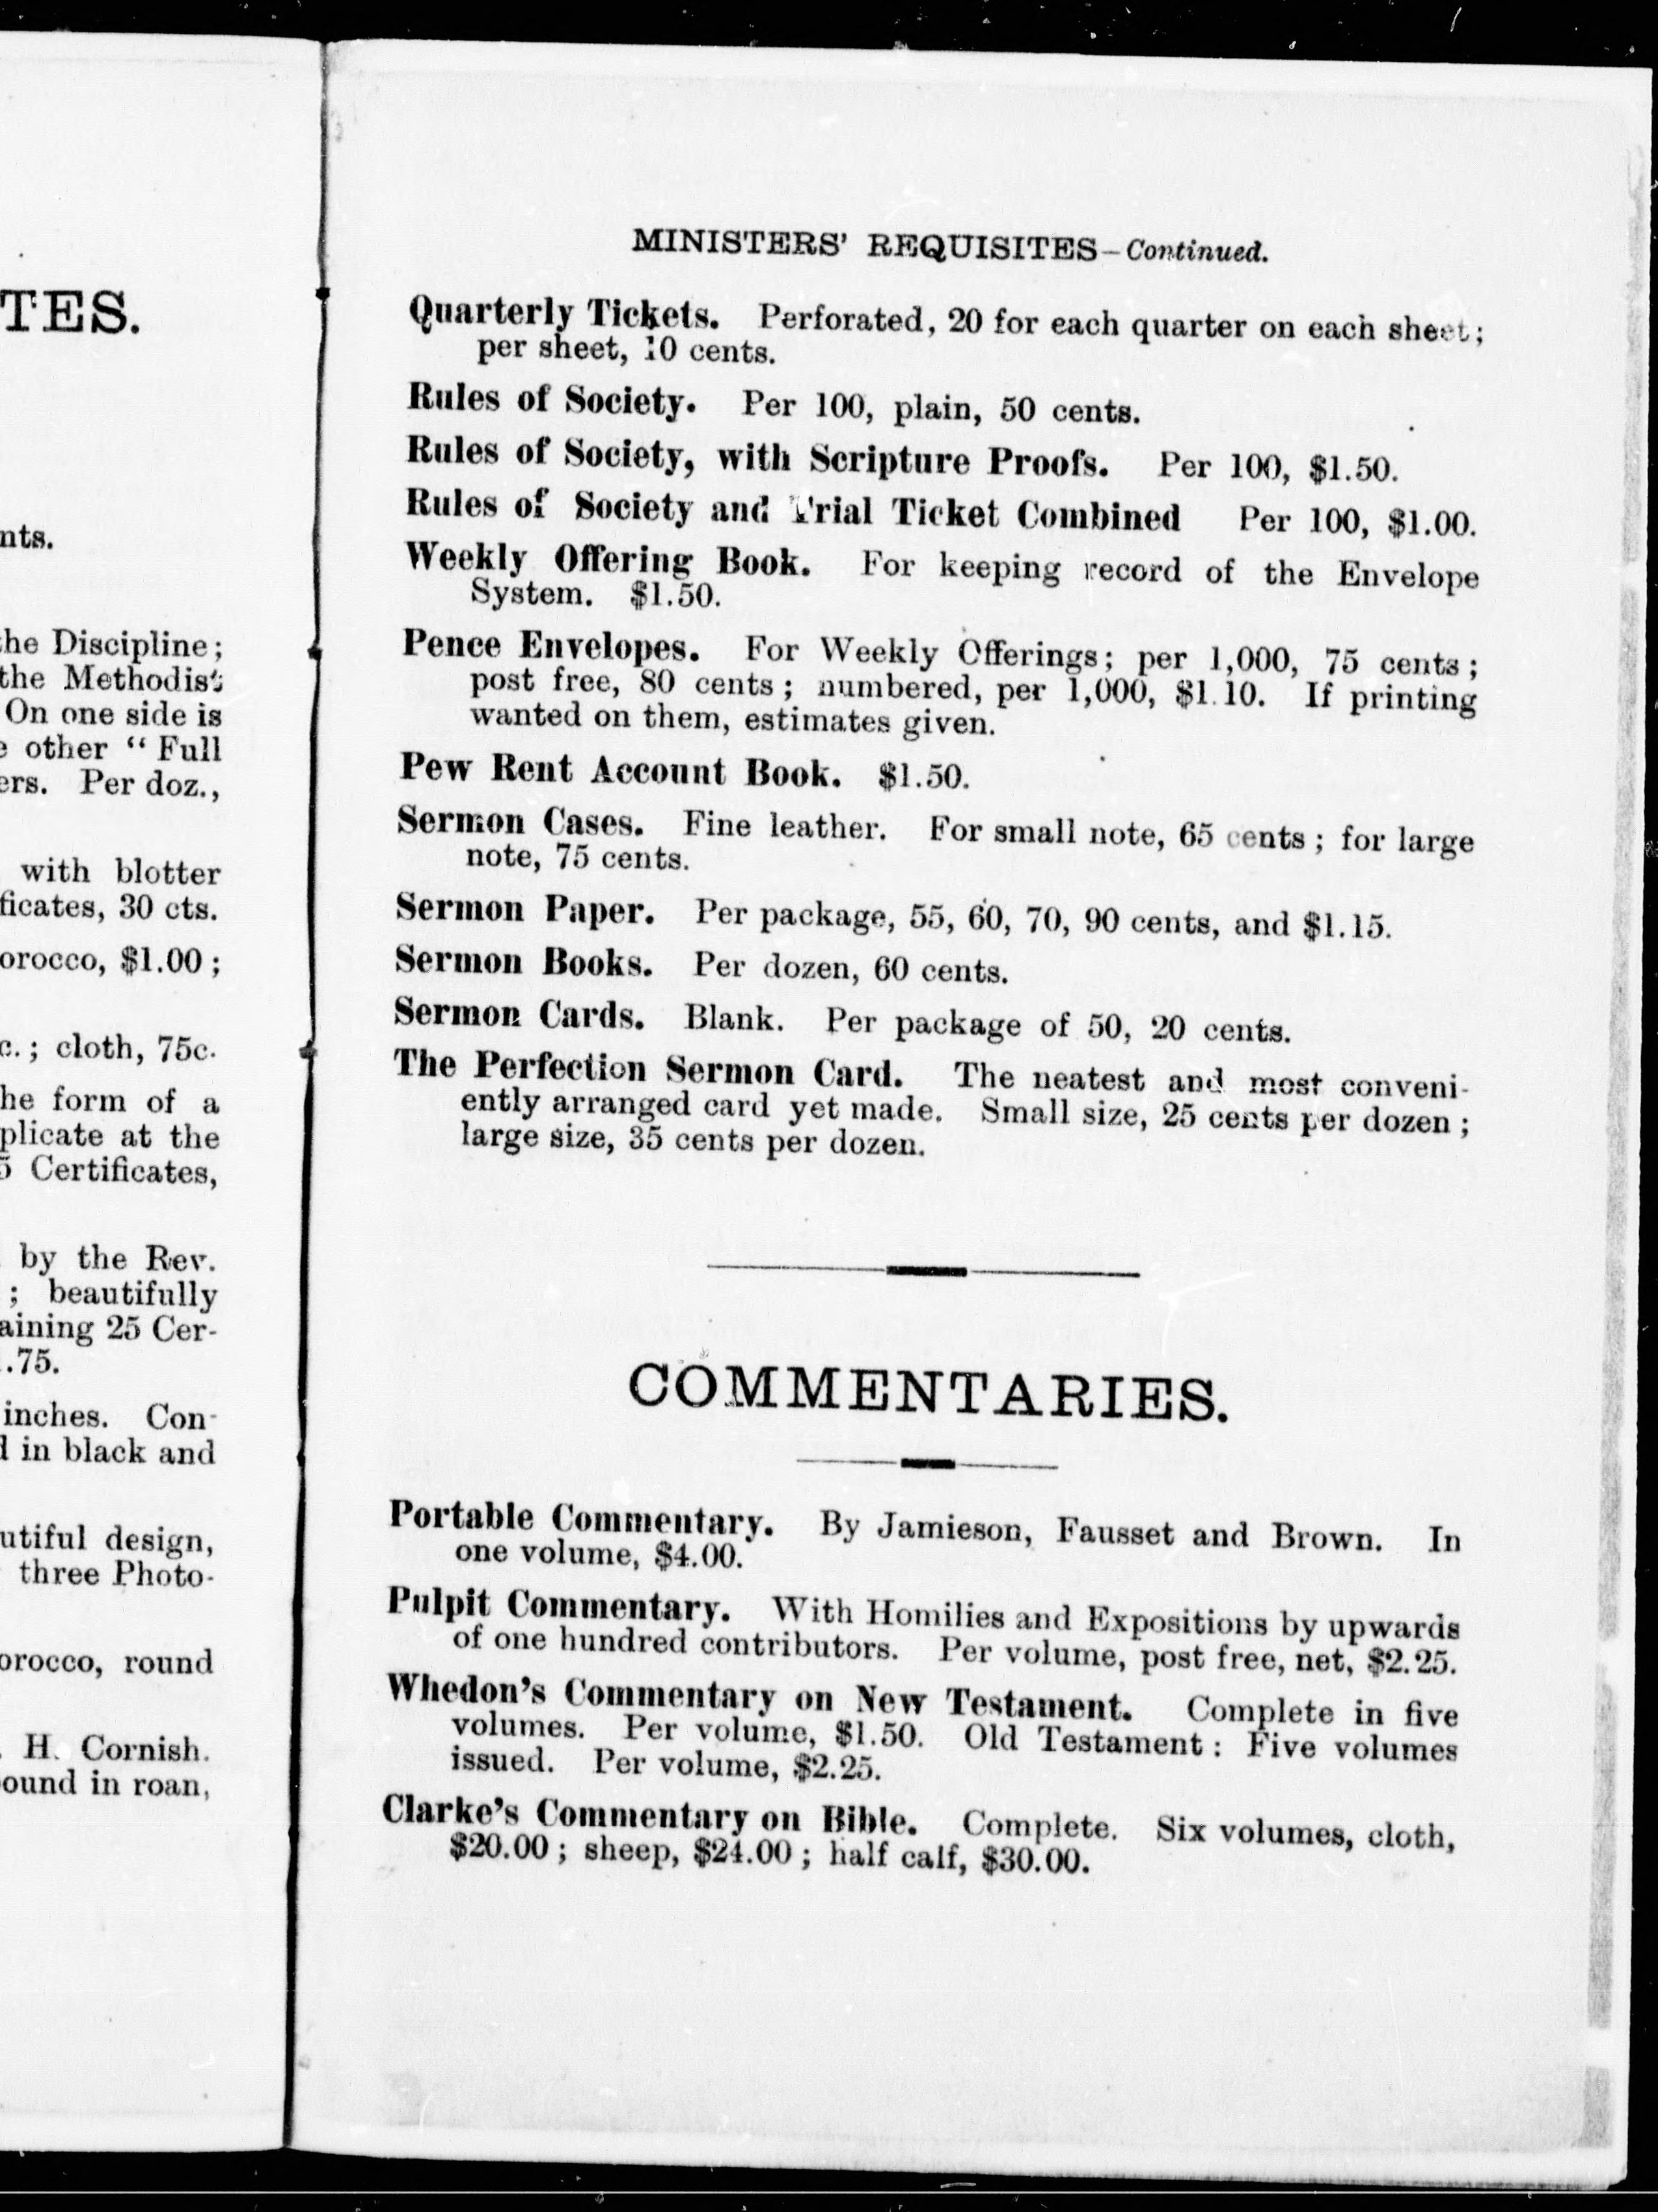 TES.
nts.
the Discipline;
the Methodist
On one side is
other “ Full
ers. Per doz.,
with blotter
ficates, 30 cts.
orocco, $1.00 ;
c. ; cloth, 75c.
he form of a
plicate at the
5 Certificates,
by the Rev.
; beautifully
aining 25 Cer-
.75.
inches. Con-
in black and
utiful design,
three Photo-
orocco, round
H. Cornish.
ound in roan,
MINISTERS’ REQUISITES—Continued.
Quarterly Tickets. Perforated, 20 for each quarter on each sheet;
per sheet, 10 cents.
Rules of Society. Per 100, plain, 50 cents.
Rules of Society, with Scripture Proofs. Per 100, $1.50.
Rules of Society and Trial Ticket Combined Per 100, $1.00.
Weekly Offering Book. For keeping record of the Envelope
System. $1.50.
Pence Envelopes. For Weekly Offerings; per 1,000, 75 cents;
post free, 80 cents; numbered, per 1,000, $1.10. If printing
wanted on them, estimates given.
Pew Rent Account Book. $1.50.
Sermon Cases. Fine leather. For small note, 65 cents; for large
note, 75 cents.
Sermon Paper. Per package, 55, 60, 70, 90 cents, and $1.15.
Sermon Books. Per dozen, 60 cents.
Sermon Cards. Blank. Per package of 50, 20 cents.
The Perfection Sermon Card. The neatest and most conveni-
ently arranged card yet made. Small size, 25 cents per dozen;
large size, 35 cents per dozen.
COMMENTARIES.
Portable Commentary. By Jamieson, Fausset and Brown. In
one volume, $4.00.
Pulpit Commentary. With Homilies and Expositions by upwards
of one hundred contributors. Per volume, post free, net, $2.25.
Whedon’s Commentary on New Testament. Complete in five
volumes. Per volume, $1.50. Old Testament: Five volumes
issued. Per volume, $2.25.
Clarke’s Commentary on Bible. Complete. Six volumes, cloth,
$20.00; sheep, $24.00; half calf, $30.00.